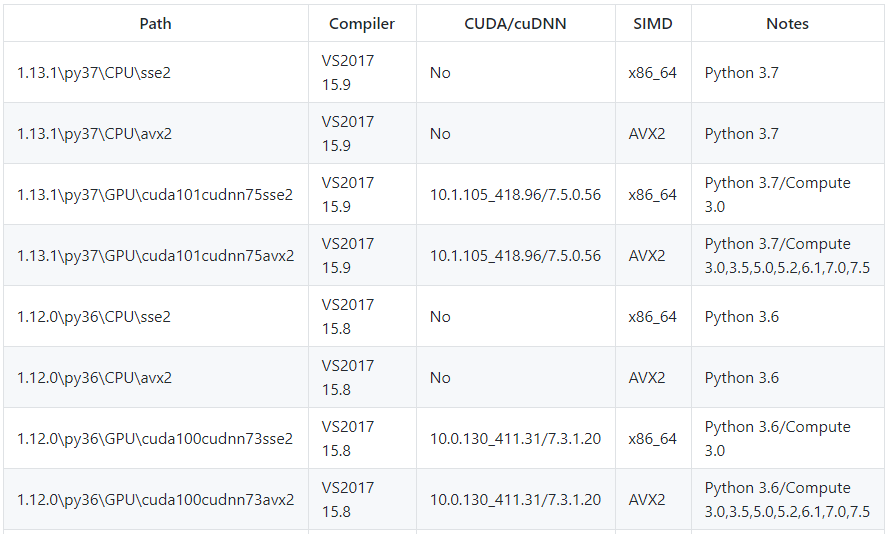 Path Compiler CUDA/cuDNN SIMD Notes
1.13.1\py37\CPU\sse2 VS2017 15.9 No x86_64 Python 3.7
1.13.1\py37\CPU\avx2 VS2017 15.9 No AVX2 Python 3.7
1.13.1\py37\GPU\cuda101cudnn75sse2 VS2017 15.9 10.1.105_418.96/7.5.0.56 x86_64 Python 3.7/Compute 3.0
1.13.1\py37\GPU\cuda101cudnn75avx2 VS2017 15.9 10.1.105_418.96/7.5.0.56 AVX2 Python 3.7/Compute 3.0,3.5,5.0,5.2,6.1,7.0,7.5
1.12.0\py36\CPU\sse2 VS2017 15.8 No x86_64 Python 3.6
1.12.0\py36\CPU\avx2 VS2017 15.8 No AVX2 Python 3.6
1.12.0\py36\GPU\cuda100cudnn73sse2 VS2017 15.8 10.0.130_411.31/7.3.1.20 x86_64 Python 3.6/Compute 3.0
1.12.0\py36\GPU\cuda100cudnn73avx2 VS2017 15.8 10.0.130_411.31/7.3.1.20 AVX2 Python 3.6/Compute 3.0,3.5,5.0,5.2,6.1,7.0,7.5